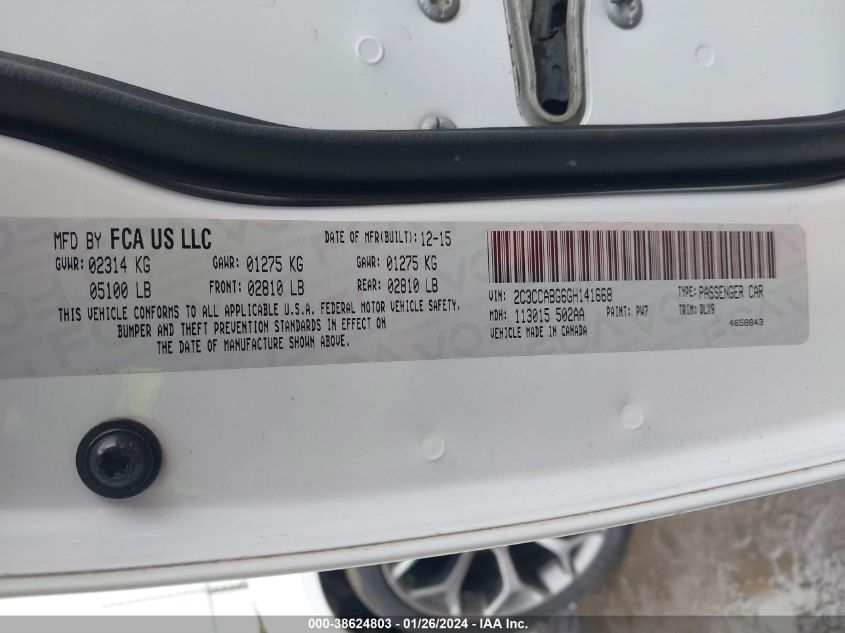 MFD BY FCA US LLC
DATE OF MFR(BUILT): 12-15
GVWR: 02314 KG
GAWR: 01275 KG
GAWR: 01275 KG
05100 LB
FRONT: 02810 LB
REAR: 02810 LB
THIS VEHICLE CONFORMS TO ALL APPLICABLE U.S.A. FEDERAL MOTOR VEHICLE SAFETY,
BUMPER AND THEFT PREVENTION STANDARDS IN EFFECT ON
THE DATE OF MANUFACTURE SHOWN ABOVE.
VIN: 2C3CCABG6GH141668
TYPE: PASSENGER CAR
MDH: 113015 502AA
PAINT: PW7
TRIM: DLX9
VEHICLE MADE IN CANADA
4658843
000-38624803 - 01/26/2024 - IAA Inc.